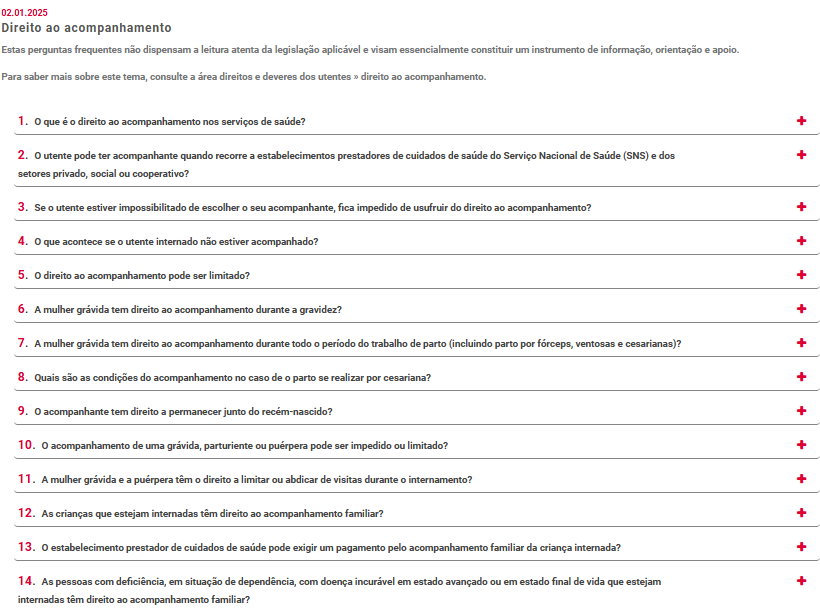 02.01.2025
Direito ao acompanhamento
Estas perguntas frequentes não dispensam a leitura atenta da legislação aplicável e visam essencialmente constituir um instrumento de informação, orientação e apoio.
Para saber mais sobre este tema, consulte a área direitos e deveres dos utentes » direito ao acompanhamento.
1. O que é o direito ao acompanhamento nos serviços de saúde?
2. O utente pode ter acompanhante quando recorre a estabelecimentos prestadores de cuidados de saúde do Serviço Nacional de Saúde (SNS) e dos
setores privado, social ou cooperativo?
3. Se o utente estiver impossibilitado de escolher o seu acompanhante, fica impedido de usufruir do direito ao acompanhamento?
4. O que acontece se o utente internado não estiver acompanhado?
5. O direito ao acompanhamento pode ser limitado?
6. A mulher grávida tem direito ao acompanhamento durante a gravidez?
7. A mulher grávida tem direito ao acompanhamento durante todo o período do trabalho de parto (incluindo parto por fórceps, ventosas e cesarianas)?
8. Quais são as condições do acompanhamento no caso de o parto se realizar por cesariana?
9. O acompanhante tem direito a permanecer junto do recém-nascido?
10. O acompanhamento de uma grávida, parturiente ou puérpera pode ser impedido ou limitado?
11. A mulher grávida e a puérpera têm o direito a limitar ou abdicar de visitas durante o internamento?
12. As crianças que estejam internadas têm direito ao acompanhamento familiar?
13. O estabelecimento prestador de cuidados de saúde pode exigir um pagamento pelo acompanhamento familiar da criança internada?
14. As pessoas com deficiência, em situação de dependência, com doença incurável em estado avançado ou em estado final de vida que estejam
internadas têm direito ao acompanhamento familiar?